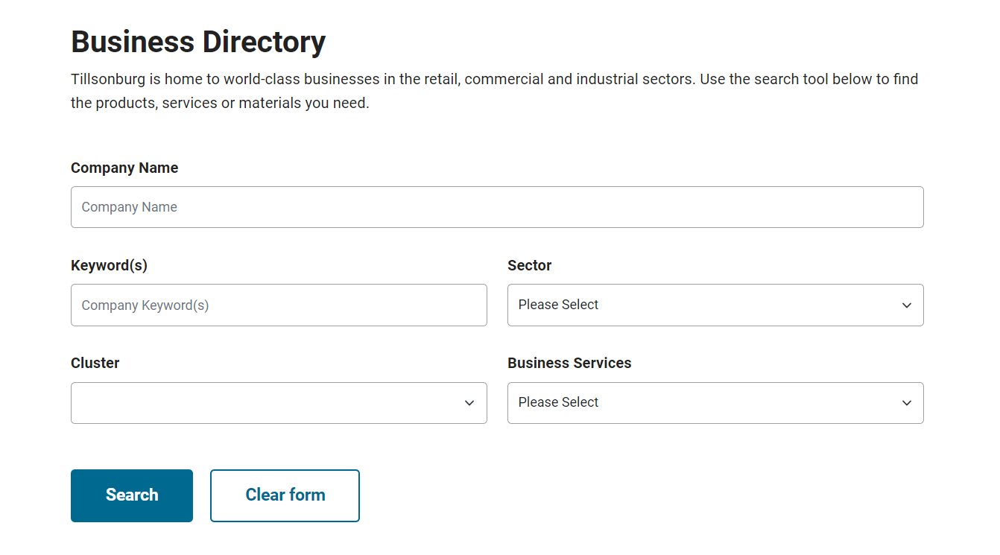 Business Directory
Tillsonburg is home to world-class businesses in the retail, commercial and industrial sectors. Use the search tool below to find
the products, services or materials you need.
Company Name
Company Name
Keyword(s)
Company Keyword(s)
Sector
Please Select
Cluster
Business Services
Please Select
Search
Clear form